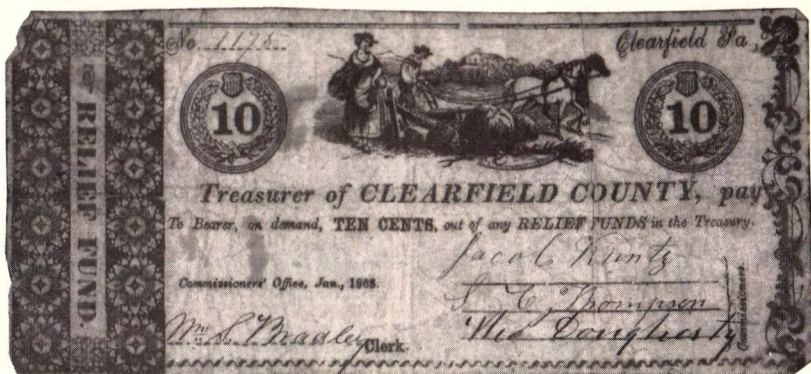 RELIEF FUND.
No. 1178 Clearfield Pa,
10 10
Treasurer of CLEARFIELD COUNTY, pay
To Bearer, on demand, TEN CENTS, out of any RELIEF FUNDS in the Treasury.
Jacob Kuntz
Commissioners' Office, Jan., 1863.
Thompson
Wm S. Bradley Clerk. Dougherty
Commissioners.